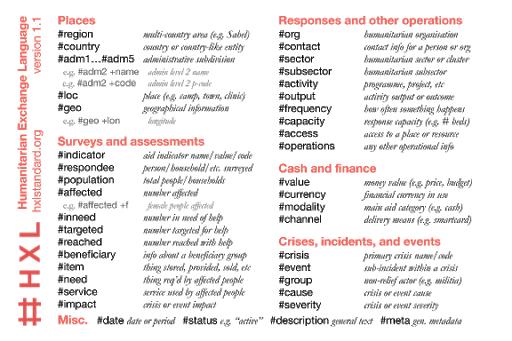 #HXL Humanitarian Exchange Language
hxlstandard.org version 1.1
Places
#region multi-country area (e.g. Sahel)
#country country or country-like entity
#adm1…#adm5 administrative subdivision
e.g. #adm2 +name admin level 2 name
e.g. #adm2 +code admin level 2 p-code
#loc place (e.g. camp, town, clinic)
#geo geographical information
e.g. #geo +lon longitude
Surveys and assessments
#indicator aid indicator name/value/code
#respondee person/household/etc. surveyed
#population total people/households
#affected number affected
e.g. #affected +f female people affected
#inneed number in need of help
#targeted number targeted for help
#reached number reached with help
#beneficiary info about a beneficiary group
#item thing stored, provided, sold, etc
#need thing req'd by affected people
#service service used by affected people
#impact crisis or event impact
Responses and other operations
#org humanitarian organisation
#contact contact info for a person or org
#sector humanitarian sector or cluster
#subsector humanitarian subsector
#activity programme, project, etc
#output activity output or outcome
#frequency how often something happens
#capacity response capacity (e.g. # beds)
#access access to a place or resource
#operations any other operational info
Cash and finance
#value money value (e.g. price, budget)
#currency financial currency in use
#modality main aid category (e.g. cash)
#channel delivery means (e.g. smartcard)
Crises, incidents, and events
#crisis primary crisis name/code
#event sub-incident within a crisis
#group non-relief actor (e.g. militia)
#cause crisis or event cause
#severity crisis or event severity
Misc. #date date or period #status e.g. "active" #description general text #meta gen. metadata